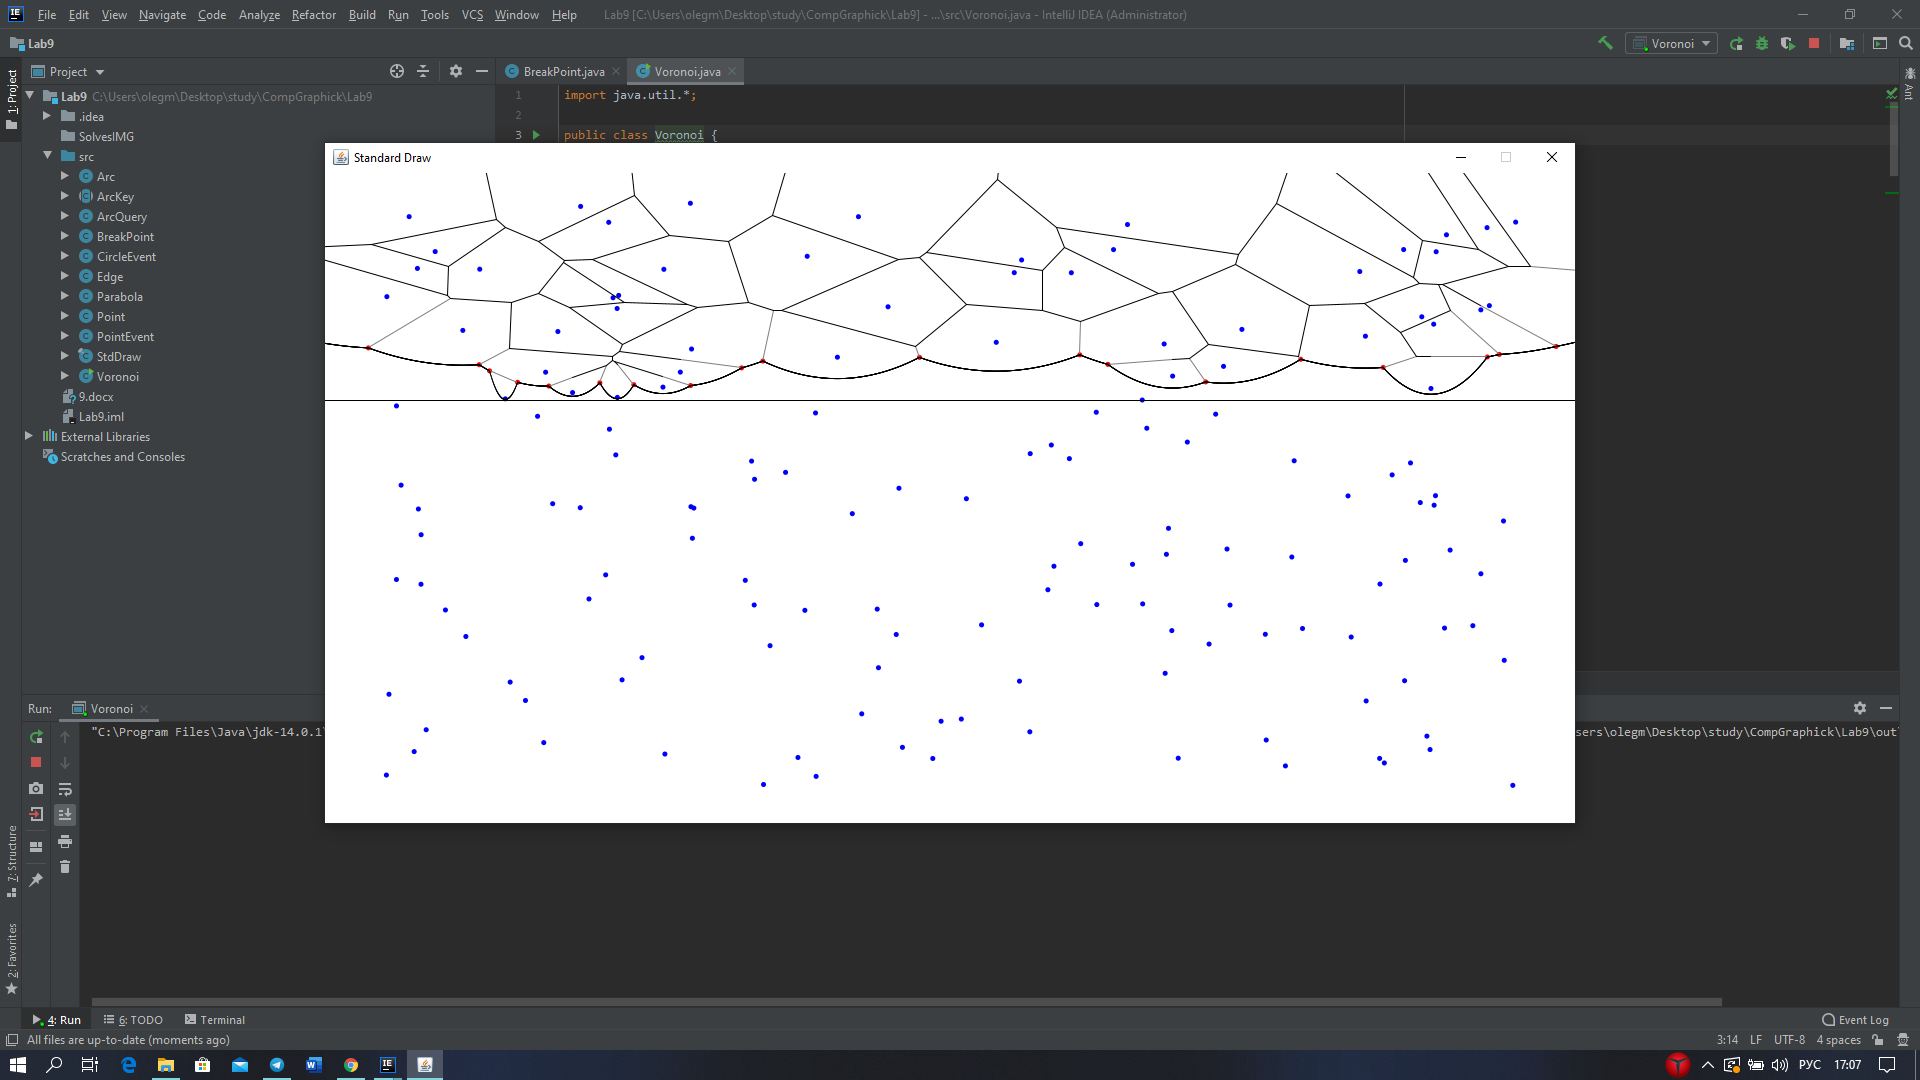 File Edit View Navigate Code Analyze Refactor Build Run Tools VCS Window Help Lab9 [C:\Users\olegm\Desktop\study\CompGraphick\Lab9] - ...\src\Voronoi.java - IntelliJ IDEA (Administrator)
Lab9
Voronoi
1: Project
Project
BreakPoint.java
Voronoi.java
Ant
Lab9 C:\Users\olegm\Desktop\study\CompGraphick\Lab9
.idea
SolvesIMG
src
Arc
ArcKey
ArcQuery
BreakPoint
CircleEvent
Edge
Parabola
Point
PointEvent
StdDraw
Voronoi
9.docx
Lab9.iml
External Libraries
Scratches and Consoles
1 import java.util.*;
2
3 public class Voronoi {
Standard Draw
Run: Voronoi
"C:\Program Files\Java\jdk-14.0.1
sers\olegm\Desktop\study\CompGraphick\Lab9\out
7: Structure
2: Favorites
4: Run 6: TODO Terminal
Event Log
All files are up-to-date (moments ago)
3:14 LF UTF-8 4 spaces
РУС 17:07